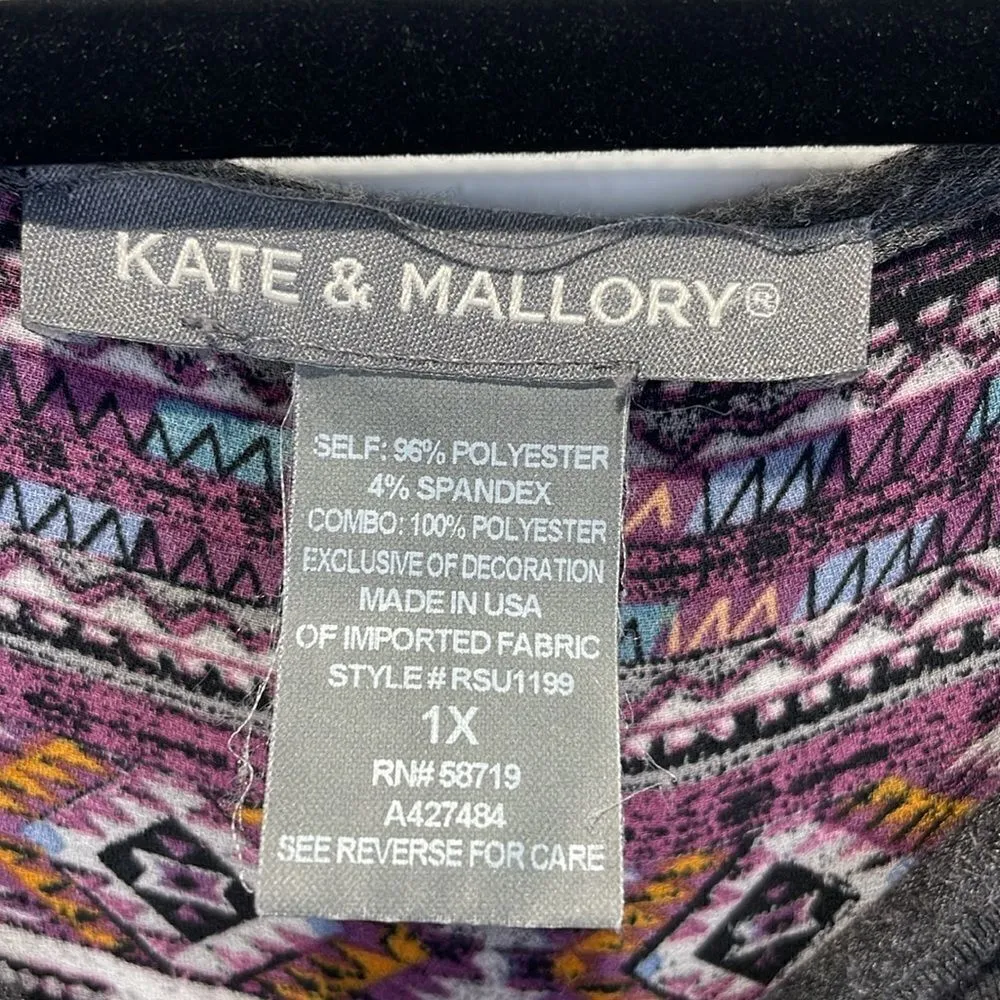 KATE & MALLORY®
SELF: 96% POLYESTER
4% SPANDEX
COMBO: 100% POLYESTER
EXCLUSIVE OF DECORATION
MADE IN USA
OF IMPORTED FABRIC
STYLE # RSU1199
1X
RN# 58719
A427484
SEE REVERSE FOR CARE